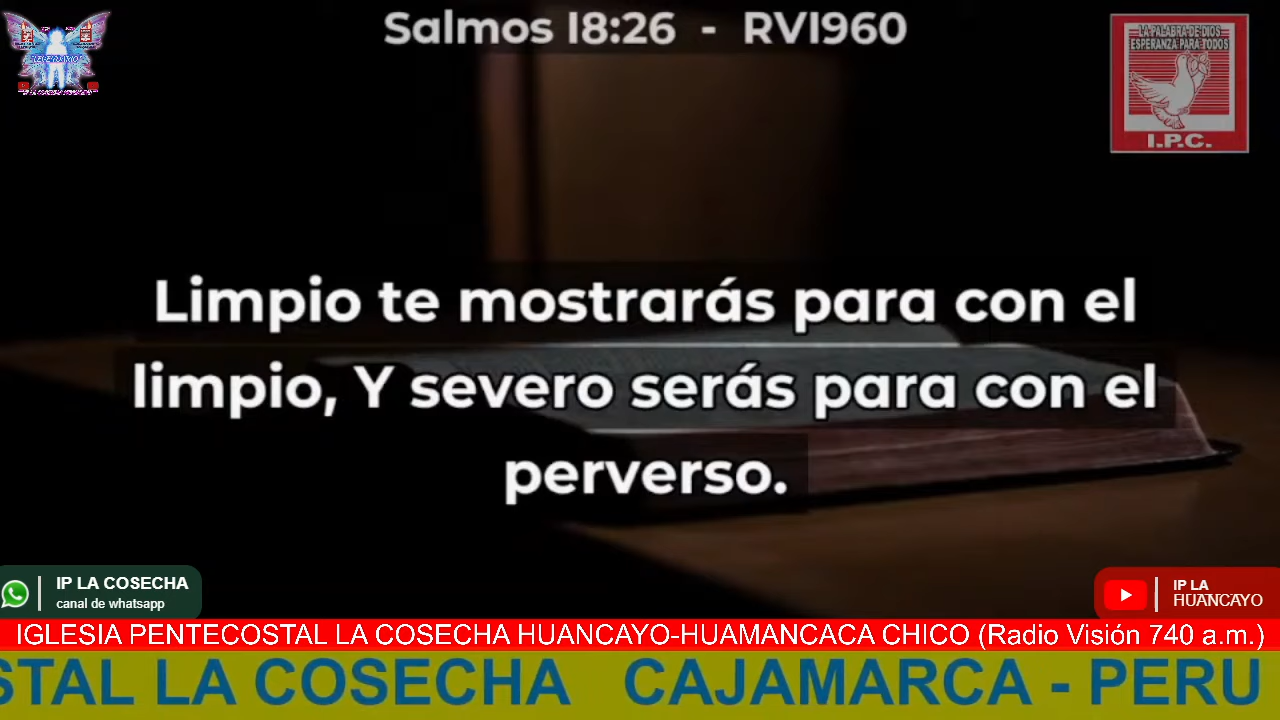 Salmos 18:26 - RV1960
LA PALABRA DE DIOS
ESPERANZA PARA TODOS
I.P.C.
Limpio te mostrarás para con el
limpio, Y severo serás para con el
perverso.
IP LA COSECHA
canal de whatsapp
IP LA
HUANCAYO
IGLESIA PENTECOSTAL LA COSECHA HUANCAYO-HUAMANCACA CHICO (Radio Visión 740 a.m.)
STAL LA COSECHA CAJAMARCA - PERU